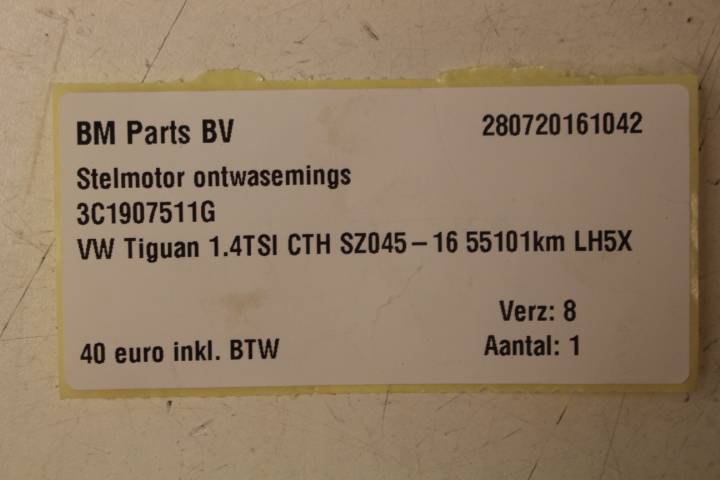 BM Parts BV 280720161042
Stelmotor ontwasemings
3C1907511G
VW Tiguan 1.4TSI CTH SZ045-16 55101km LH5X
Verz: 8
40 euro inkl. BTW Aantal: 1